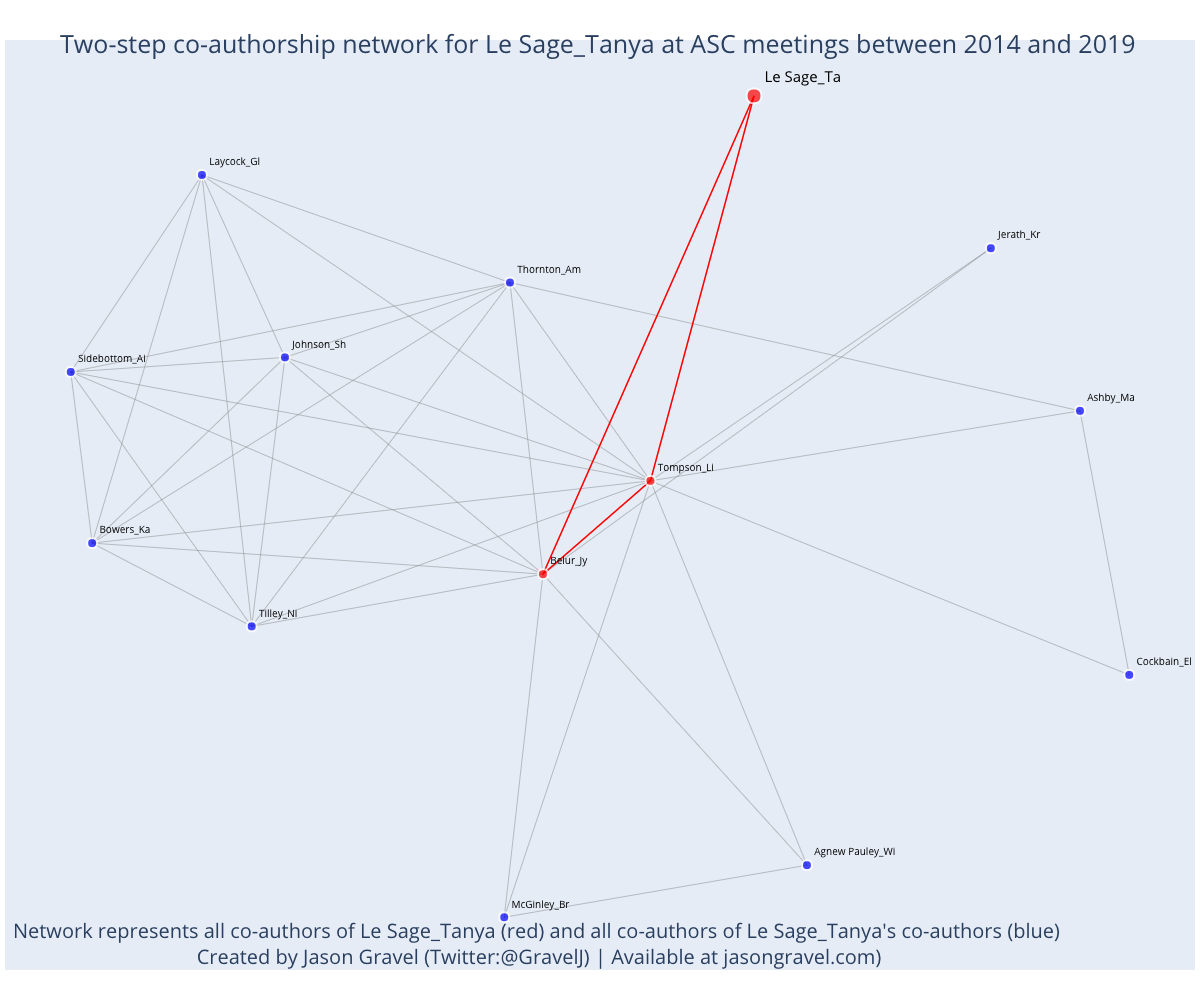 Two-step co-authorship network for Le Sage_Tanya at ASC meetings between 2014 and 2019
Le Sage_Ta
Laycock_Gl
Jerath_Kr
Thornton_Am
Johnson_Sh
Sidebottom_Ai
Ashby_Ma
Tompson_Li
Bowers_Ka
Belur_Jy
Tilley_Ni
Cockbain_El
Agnew Pauley_Wi
McGinley_Br
Network represents all co-authors of Le Sage_Tanya (red) and all co-authors of Le Sage_Tanya's co-authors (blue)
Created by Jason Gravel (Twitter:@GravelJ) | Available at jasongravel.com)